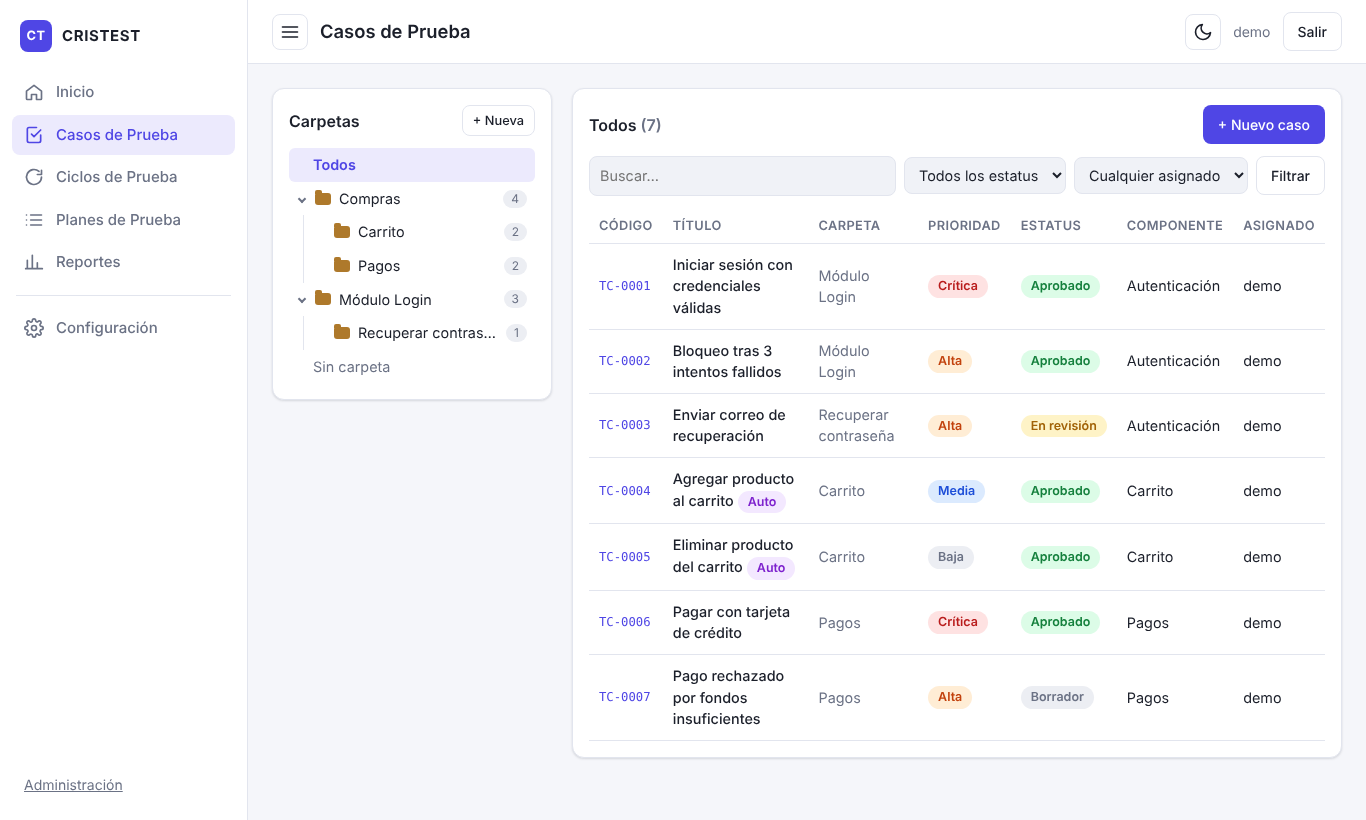 CT CRISTEST
Inicio
Casos de Prueba
Ciclos de Prueba
Planes de Prueba
Reportes
Configuración
Administración
Casos de Prueba
demo
Salir
Carpetas
+ Nueva
Todos
Compras 4
Carrito 2
Pagos 2
Módulo Login 3
Recuperar contras... 1
Sin carpeta
Todos (7)
+ Nuevo caso
Buscar...
Todos los estatus
Cualquier asignado
Filtrar
CÓDIGO TÍTULO CARPETA PRIORIDAD ESTATUS COMPONENTE ASIGNADO
TC-0001
Iniciar sesión con
credenciales
válidas
Módulo
Login
Crítica
Aprobado
Autenticación
demo
TC-0002
Bloqueo tras 3
intentos fallidos
Módulo
Login
Alta
Aprobado
Autenticación
demo
TC-0003
Enviar correo de
recuperación
Recuperar
contraseña
Alta
En revisión
Autenticación
demo
TC-0004
Agregar producto
al carrito Auto
Carrito
Media
Aprobado
Carrito
demo
TC-0005
Eliminar producto
del carrito Auto
Carrito
Baja
Aprobado
Carrito
demo
TC-0006
Pagar con tarjeta
de crédito
Pagos
Crítica
Aprobado
Pagos
demo
TC-0007
Pago rechazado
por fondos
insuficientes
Pagos
Alta
Borrador
Pagos
demo